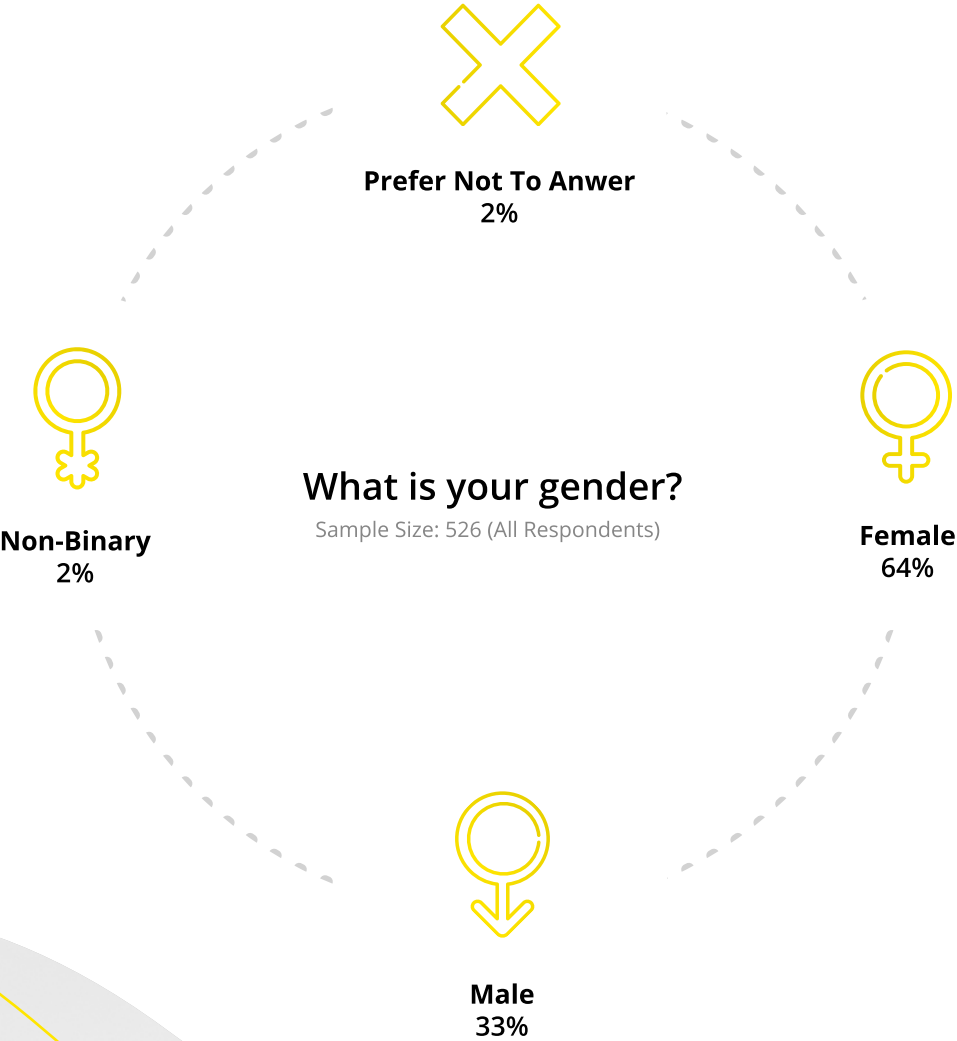 Prefer Not To Anwer
2%
Non-Binary
2%
What is your gender?
Sample Size: 526 (All Respondents)
Female
64%
Male
33%